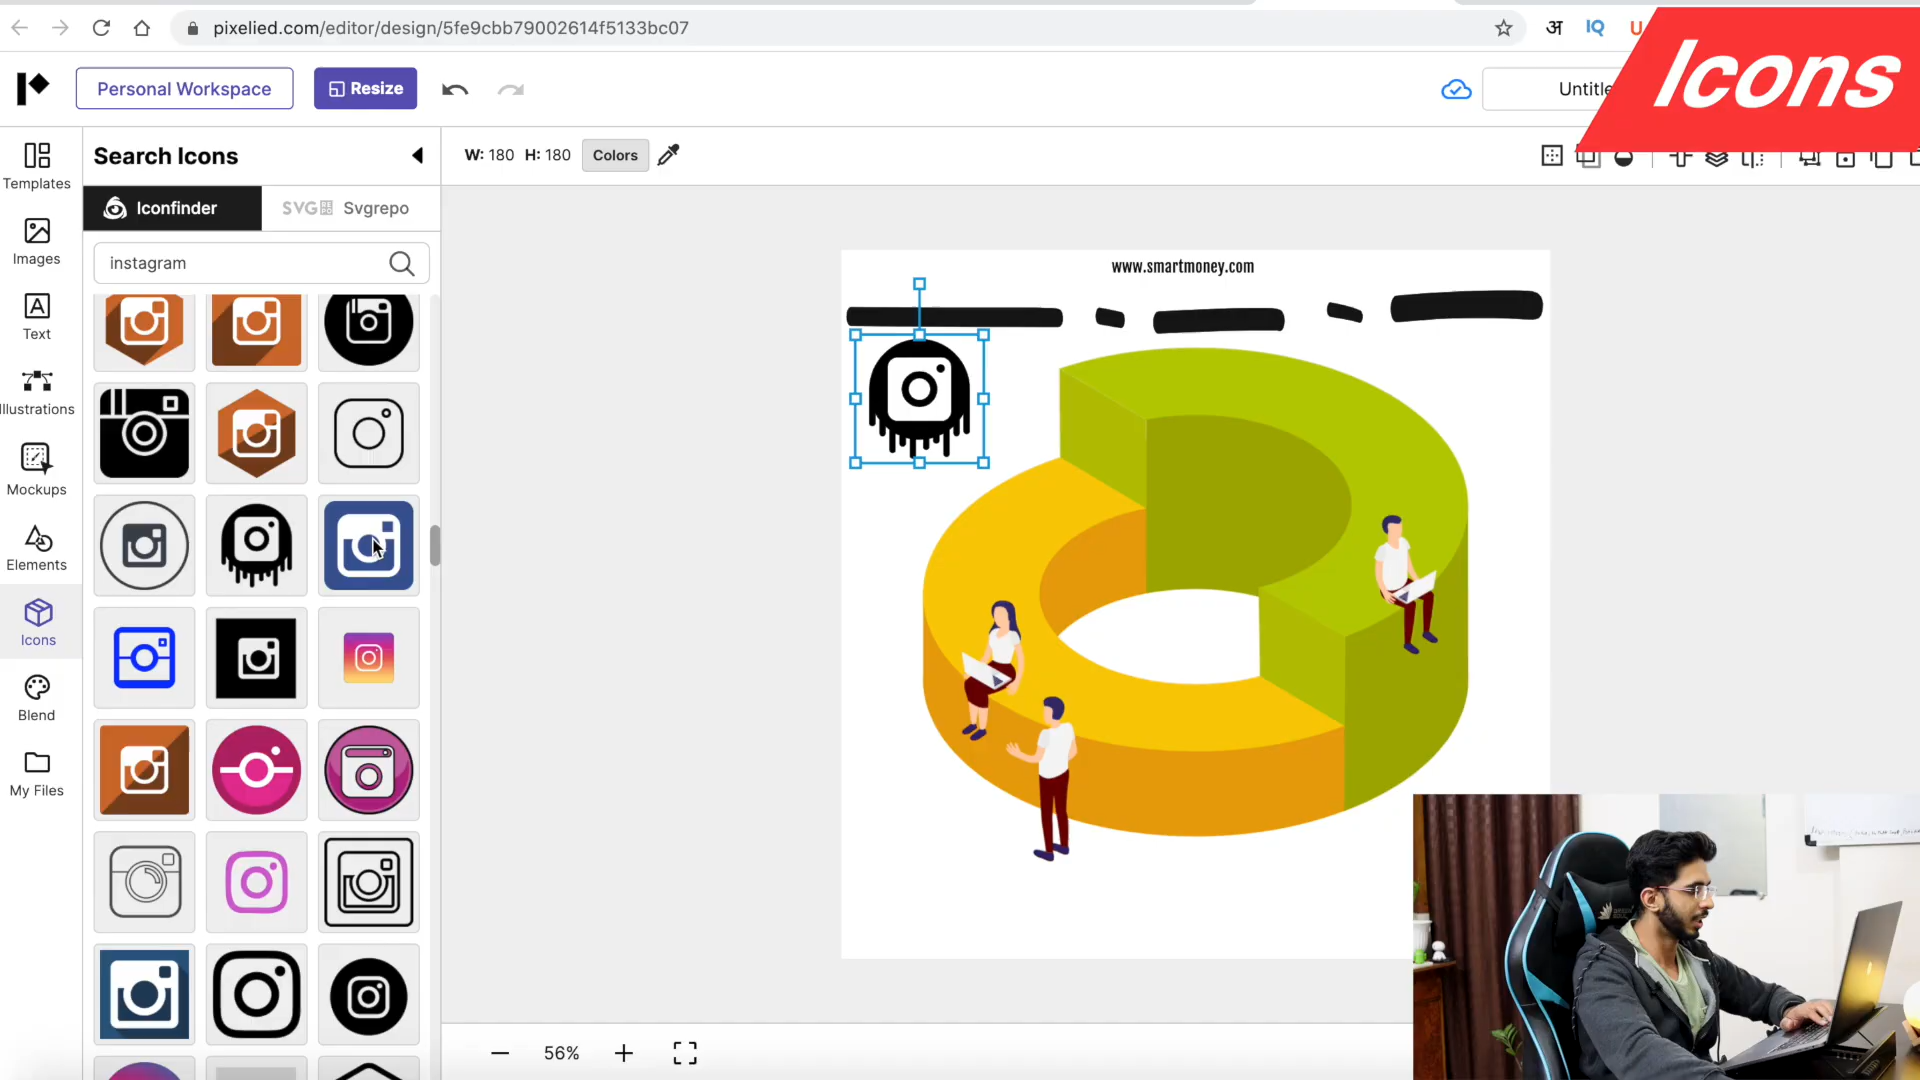 pixelied.com/editor/design/5fe9cbb79002614f5133bc07
अ
IQ
U
Icons
Personal Workspace
Resize
Untitle
Search Icons
W: 180 H: 180
Colors
Templates
Iconfinder
SVG
Svgrepo
Images
instagram
www.smartmoney.com
Text
Illustrations
Mockups
Elements
Icons
Blend
My Files
56%